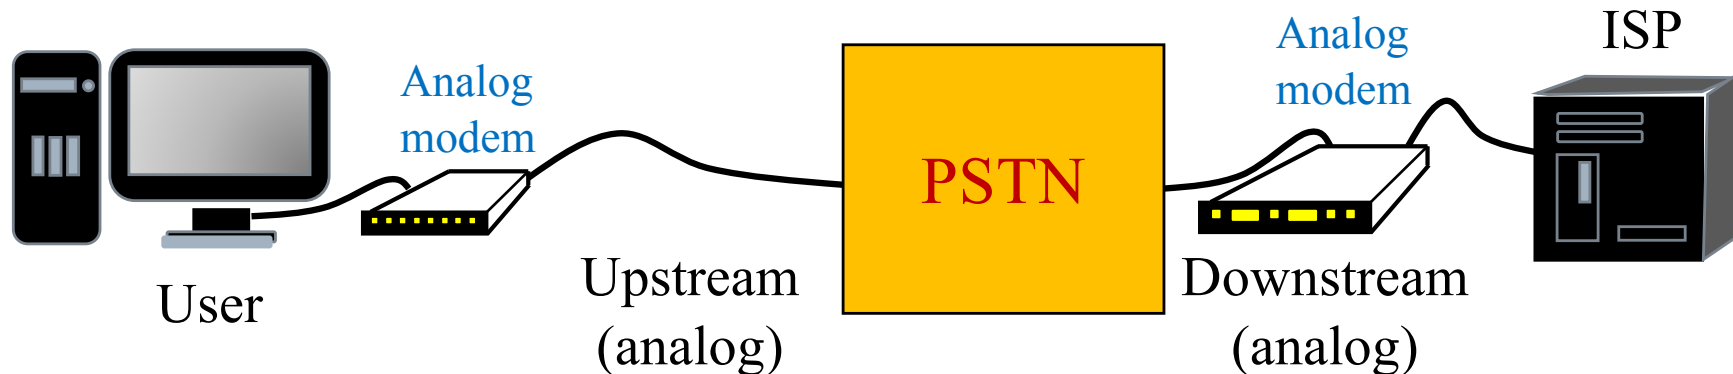 Analog
modem
User
Upstream
(analog)
PSTN
Analog
modem
Downstream
(analog)
ISP